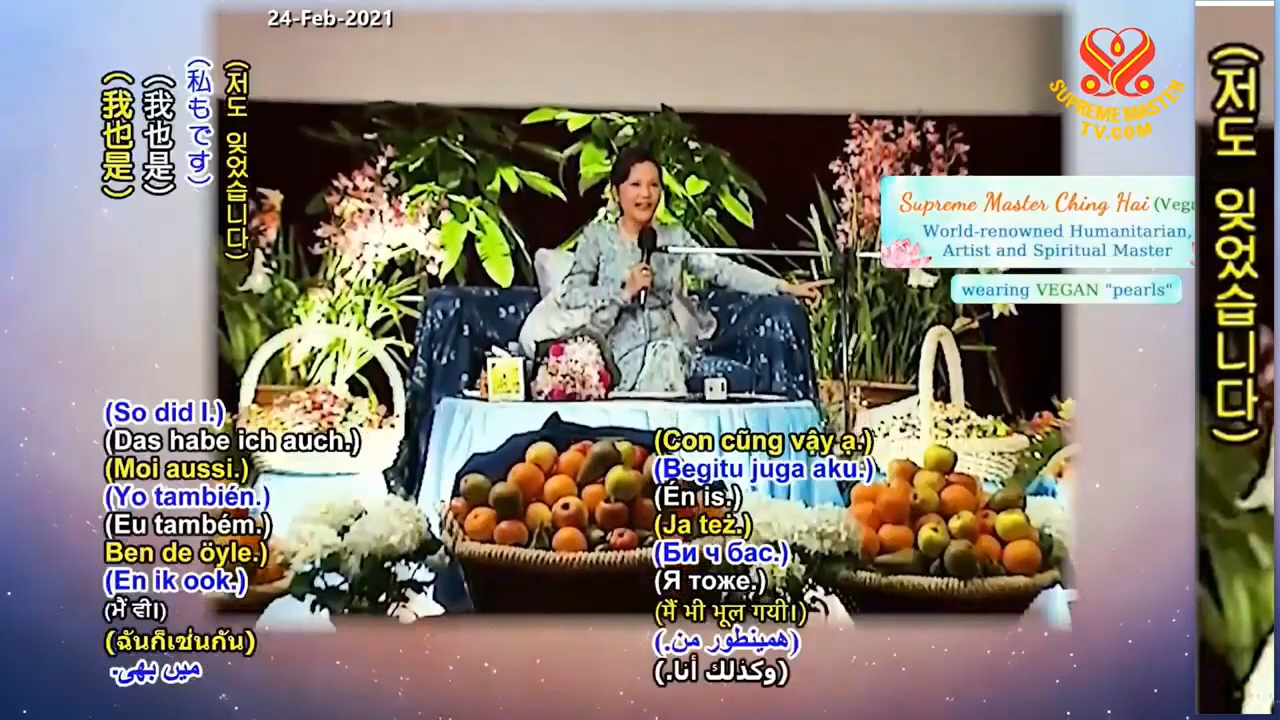 24-Feb-2021
(저도 잊었습니다)
(私もです)
(我也是)
(我也是)
SUPREME MASTER
TV.COM
Supreme Master Ching Hai (Vega
World-renowned Humanitarian,
Artist and Spiritual Master
wearing VEGAN "pearls"
(저도 잊었습니다)
(So did I.)
(Das habe ich auch.)
(Moi aussi.)
(Yo también.)
(Eu também.)
Ben de öyle.)
(En ik ook.)
(ਮੈਂ ਵੀ।)
(ฉันก็เช่นกัน)
میں بھی.
(Con cũng vậy ạ.)
(Begitu juga aku.)
(Én is.)
(Ja też.)
(Би ч бас.)
(Я тоже.)
(मैं भी भूल गयी।)
(همینطور من.)
(وكذلك أنا.)